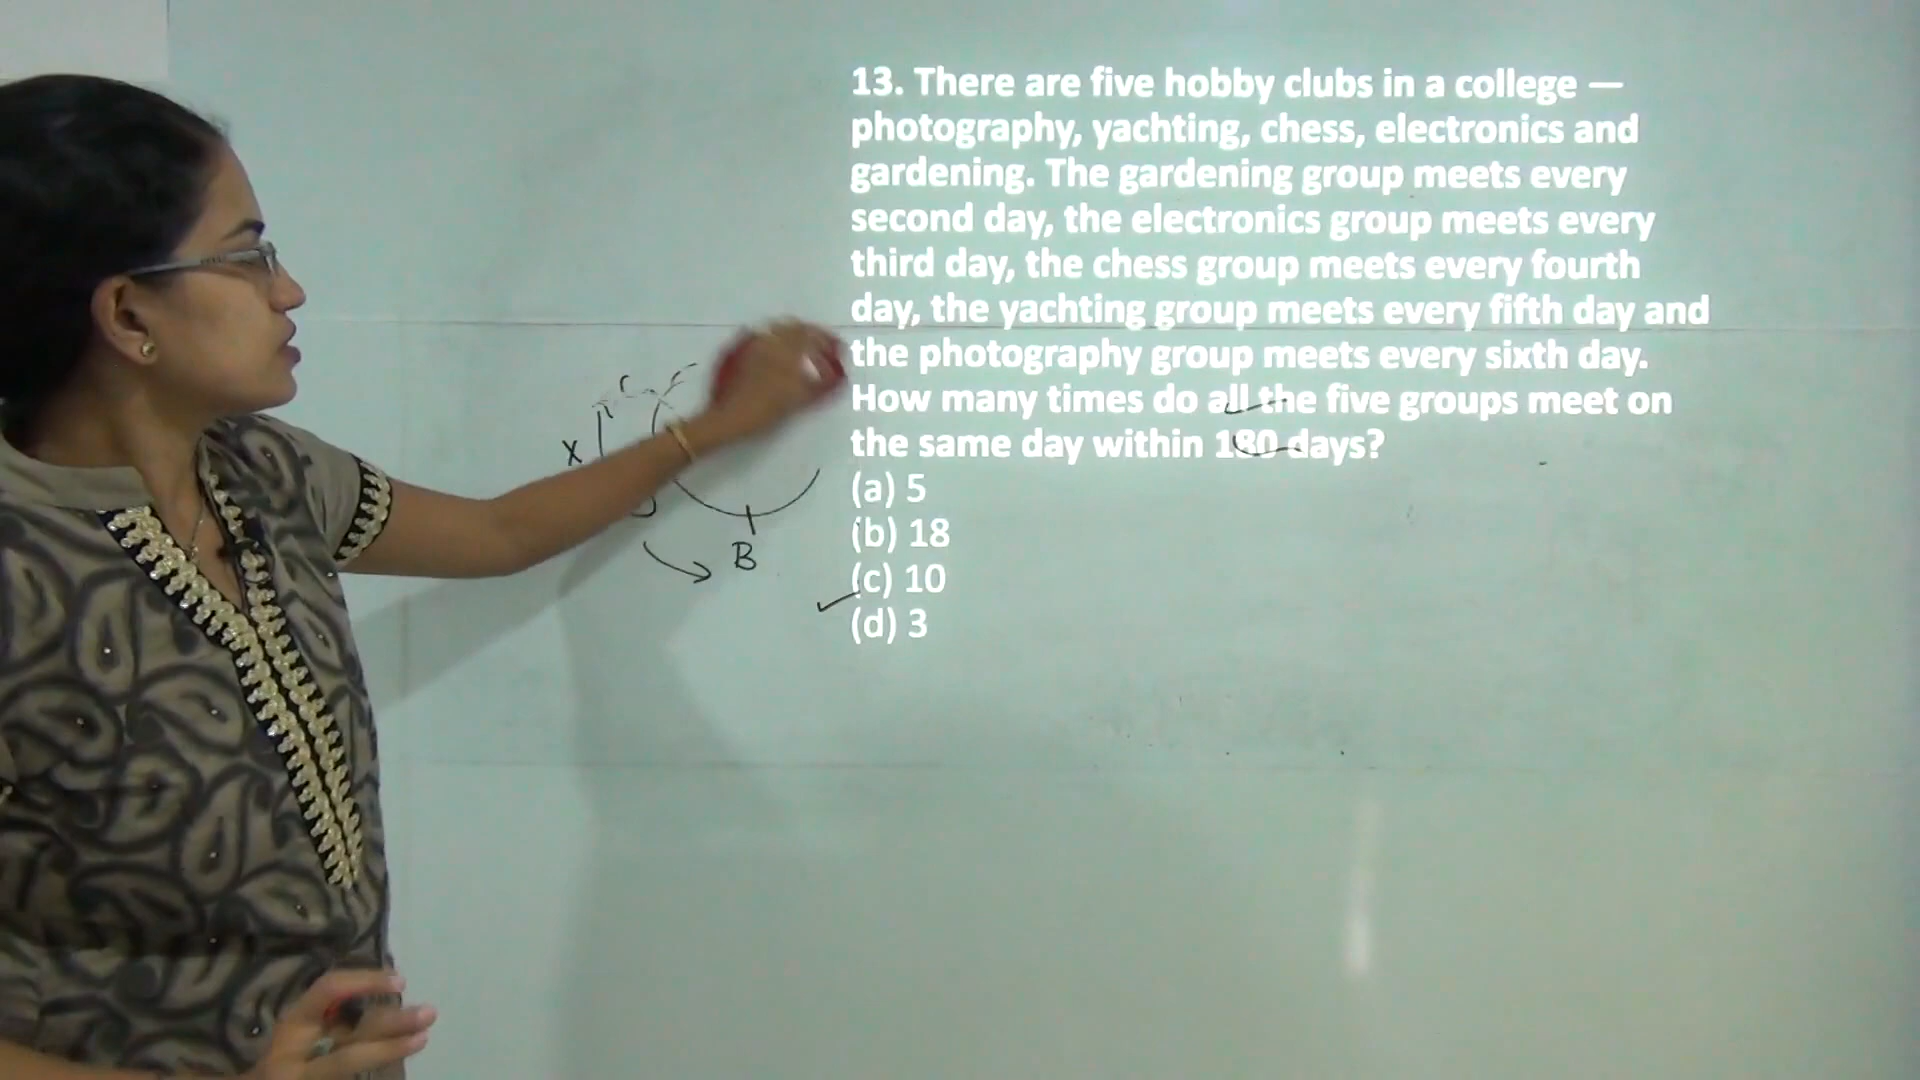 13. There are five hobby clubs in a college —
photography, yachting, chess, electronics and
gardening. The gardening group meets every
second day, the electronics group meets every
third day, the chess group meets every fourth
day, the yachting group meets every fifth day and
the photography group meets every sixth day.
How many times do all the five groups meet on
the same day within 180 days?
(a) 5
(b) 18
(c) 10
(d) 3
X
B